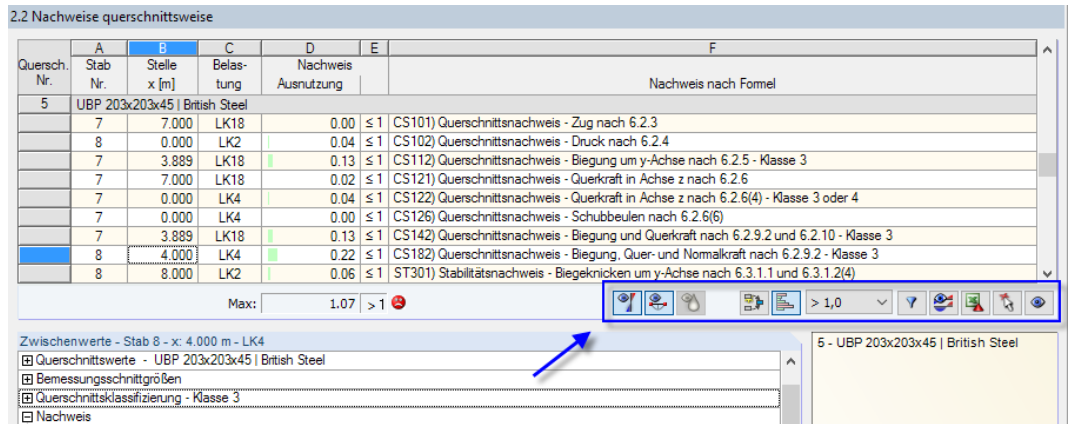 2.2 Nachweise querschnittsweise
A B C D E F
Quersch. Stab Stelle Belas- Nachweis
Nr. Nr. x [m] tung Ausnutzung Nachweis nach Formel
5 UBP 203x203x45 | British Steel
7 7.000 LK18 0.00 ≤ 1 CS101) Querschnittsnachweis - Zug nach 6.2.3
8 0.000 LK2 0.04 ≤ 1 CS102) Querschnittsnachweis - Druck nach 6.2.4
7 3.889 LK18 0.13 ≤ 1 CS112) Querschnittsnachweis - Biegung um y-Achse nach 6.2.5 - Klasse 3
7 7.000 LK18 0.02 ≤ 1 CS121) Querschnittsnachweis - Querkraft in Achse z nach 6.2.6
7 0.000 LK4 0.04 ≤ 1 CS122) Querschnittsnachweis - Querkraft in Achse z nach 6.2.6(4) - Klasse 3 oder 4
7 0.000 LK4 0.00 ≤ 1 CS126) Querschnittsnachweis - Schubbeulen nach 6.2.6(6)
7 3.889 LK18 0.13 ≤ 1 CS142) Querschnittsnachweis - Biegung und Querkraft nach 6.2.9.2 und 6.2.10 - Klasse 3
8 4.000 LK4 0.22 ≤ 1 CS182) Querschnittsnachweis - Biegung, Quer- und Normalkraft nach 6.2.9.2 - Klasse 3
8 8.000 LK2 0.06 ≤ 1 ST301) Stabilitätsnachweis - Biegeknicken um y-Achse nach 6.3.1.1 und 6.3.1.2(4)
Max: 1.07 > 1 > 1,0
Zwischenwerte - Stab 8 - x: 4.000 m - LK4
Querschnittswerte - UBP 203x203x45 | British Steel
Bemessungsschnittgrößen
Querschnittsklassifizierung - Klasse 3
Nachweis
5 - UBP 203x203x45 | British Steel